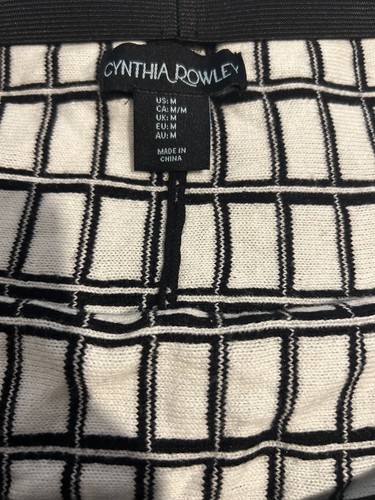 CYNTHIA ROWLEY
US: M
CA: M/M
UK: M
EU: M
AU: M
MADE IN
CHINA